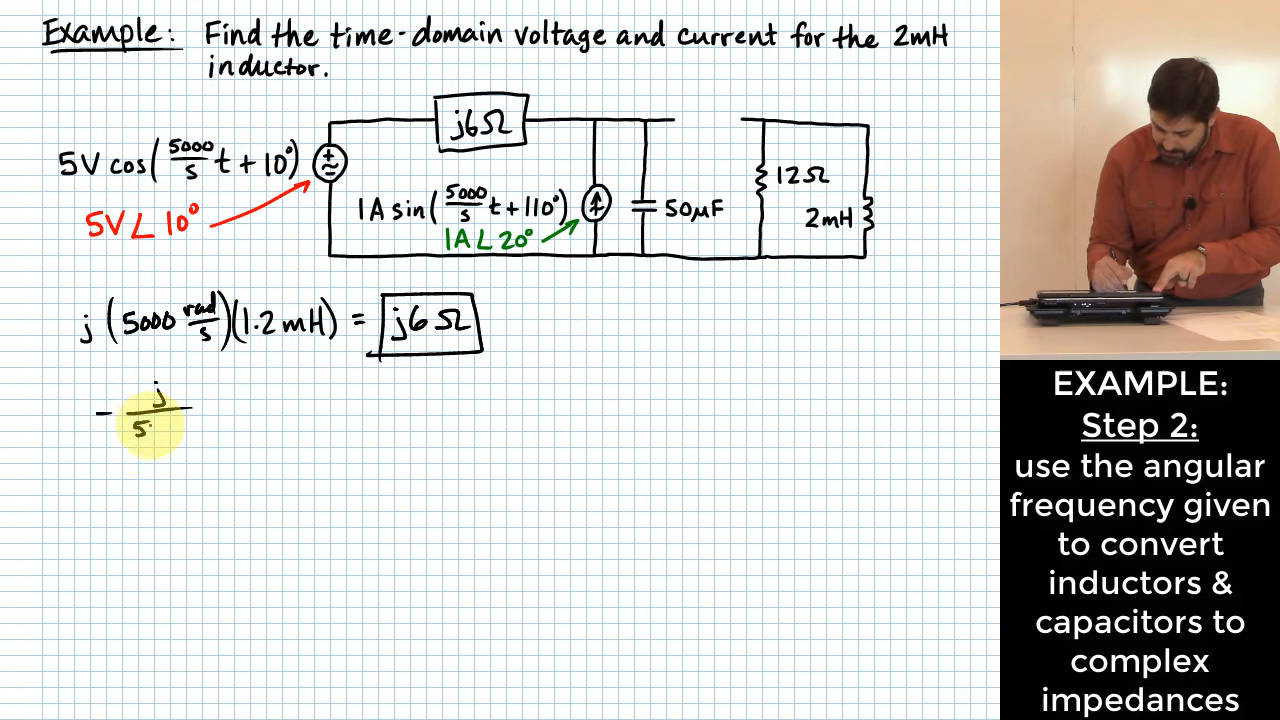 Example: Find the time-domain voltage and current for the 2mH
inductor.
j6Ω
5V cos(5000/s t + 10°)
5V∠10°
1A sin(5000/s t + 110°)
1A∠20°
50μF
12Ω
2mH
j (5000 rad/s)(1.2mH) = j6Ω
- j/5
EXAMPLE:
Step 2:
use the angular
frequency given
to convert
inductors &
capacitors to
complex
impedances